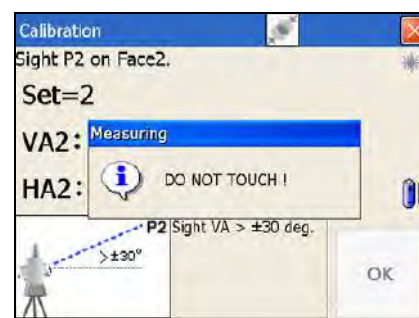 Calibration
Sight P2 on Face2.
Set=2
VA2:
Measuring
HA2:
DO NOT TOUCH !
P2
Sight VA > ±30 deg.
>±30°
OK